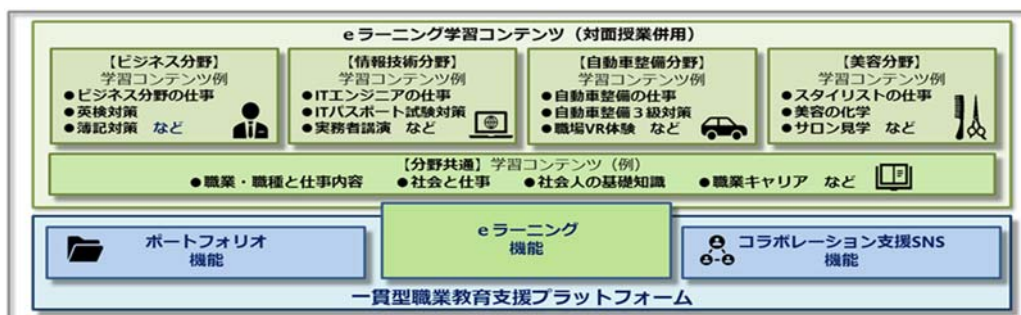 eラーニング学習コンテンツ（対面授業併用）
【ビジネス分野】
学習コンテンツ例
●ビジネス分野の仕事
●英検対策
●簿記対策 など
【情報技術分野】
学習コンテンツ例
●ITエンジニアの仕事
●ITパスポート試験対策
●実務者講演 など
【自動車整備分野】
学習コンテンツ例
●自動車整備の仕事
●自動車整備３級対策
●職場VR体験 など
【美容分野】
学習コンテンツ例
●スタイリストの仕事
●美容の化学
●サロン見学 など
【分野共通】学習コンテンツ（例）
●職業・職種と仕事内容 ●社会と仕事 ●社会人の基礎知識 ●職業キャリア など
ポートフォリオ
機能
eラーニング
機能
コラボレーション支援SNS
機能
一貫型職業教育支援プラットフォーム